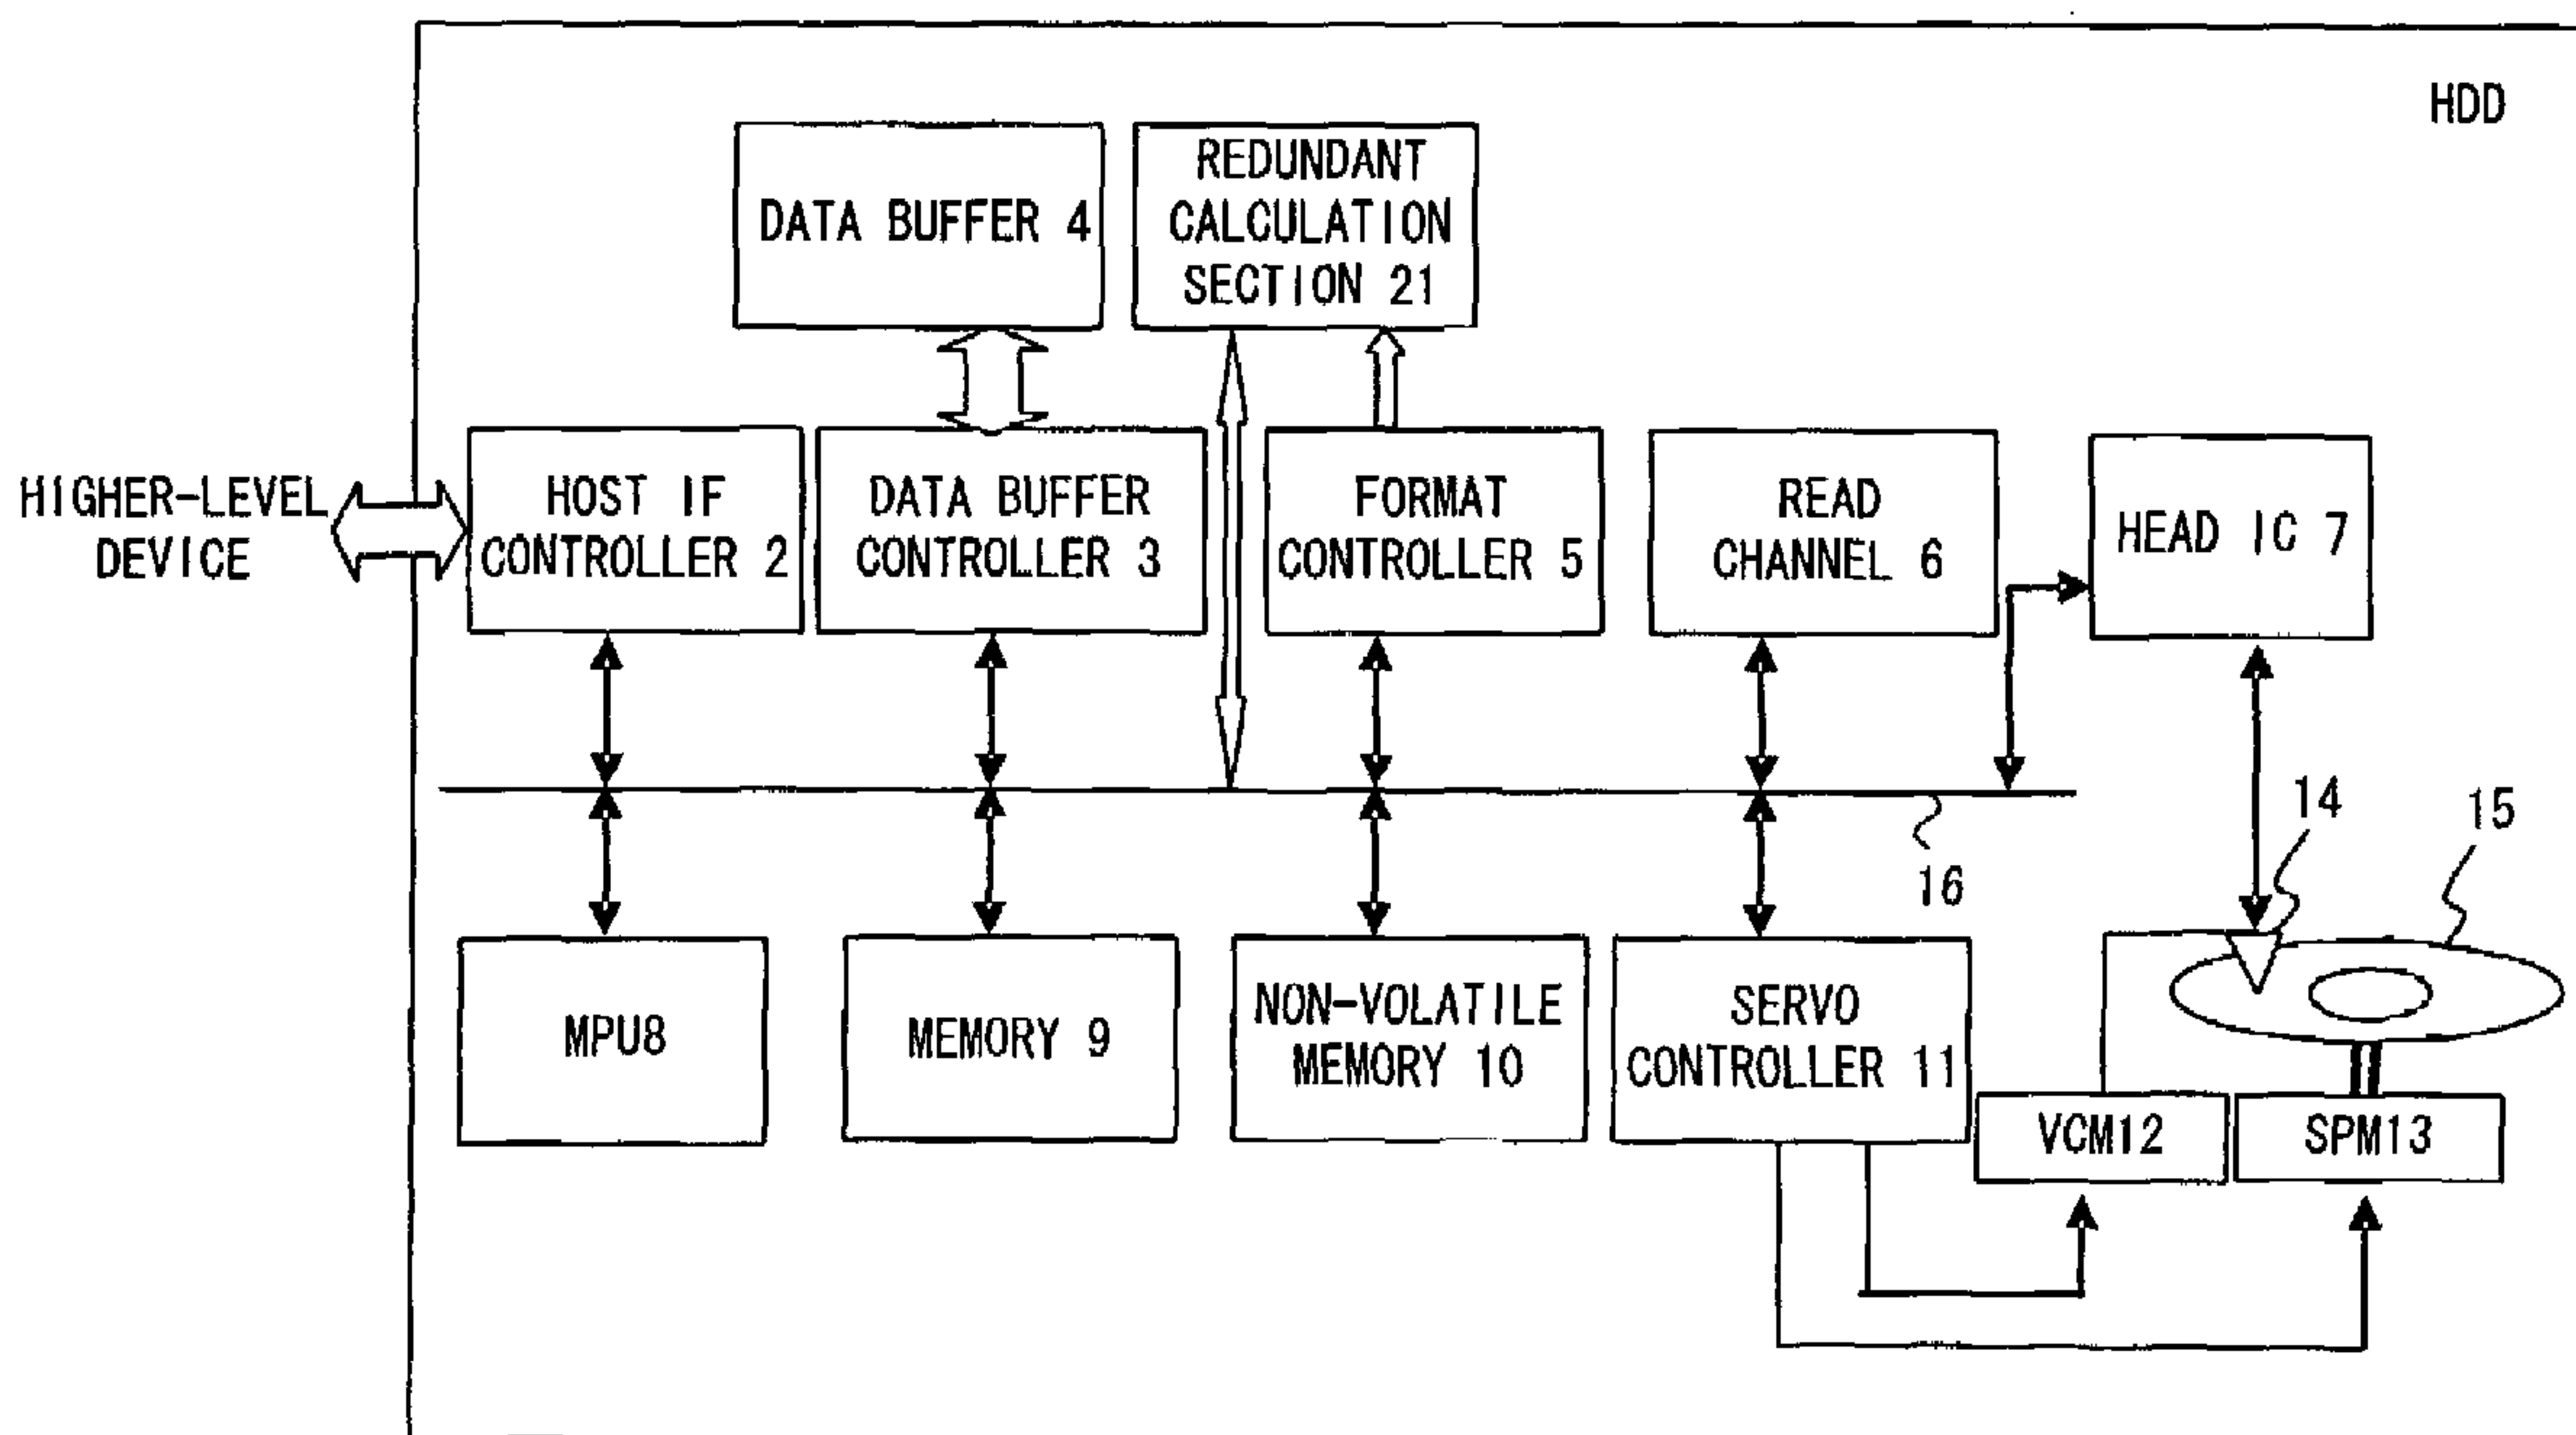 HDD
DATA BUFFER 4
REDUNDANT
CALCULATION
SECTION 21
HIGHER-LEVEL
DEVICE
HOST IF
CONTROLLER 2
DATA BUFFER
CONTROLLER 3
FORMAT
CONTROLLER 5
READ
CHANNEL 6
HEAD IC 7
14
15
16
MPU8
MEMORY 9
NON-VOLATILE
MEMORY 10
SERVO
CONTROLLER 11
VCM12
SPM13